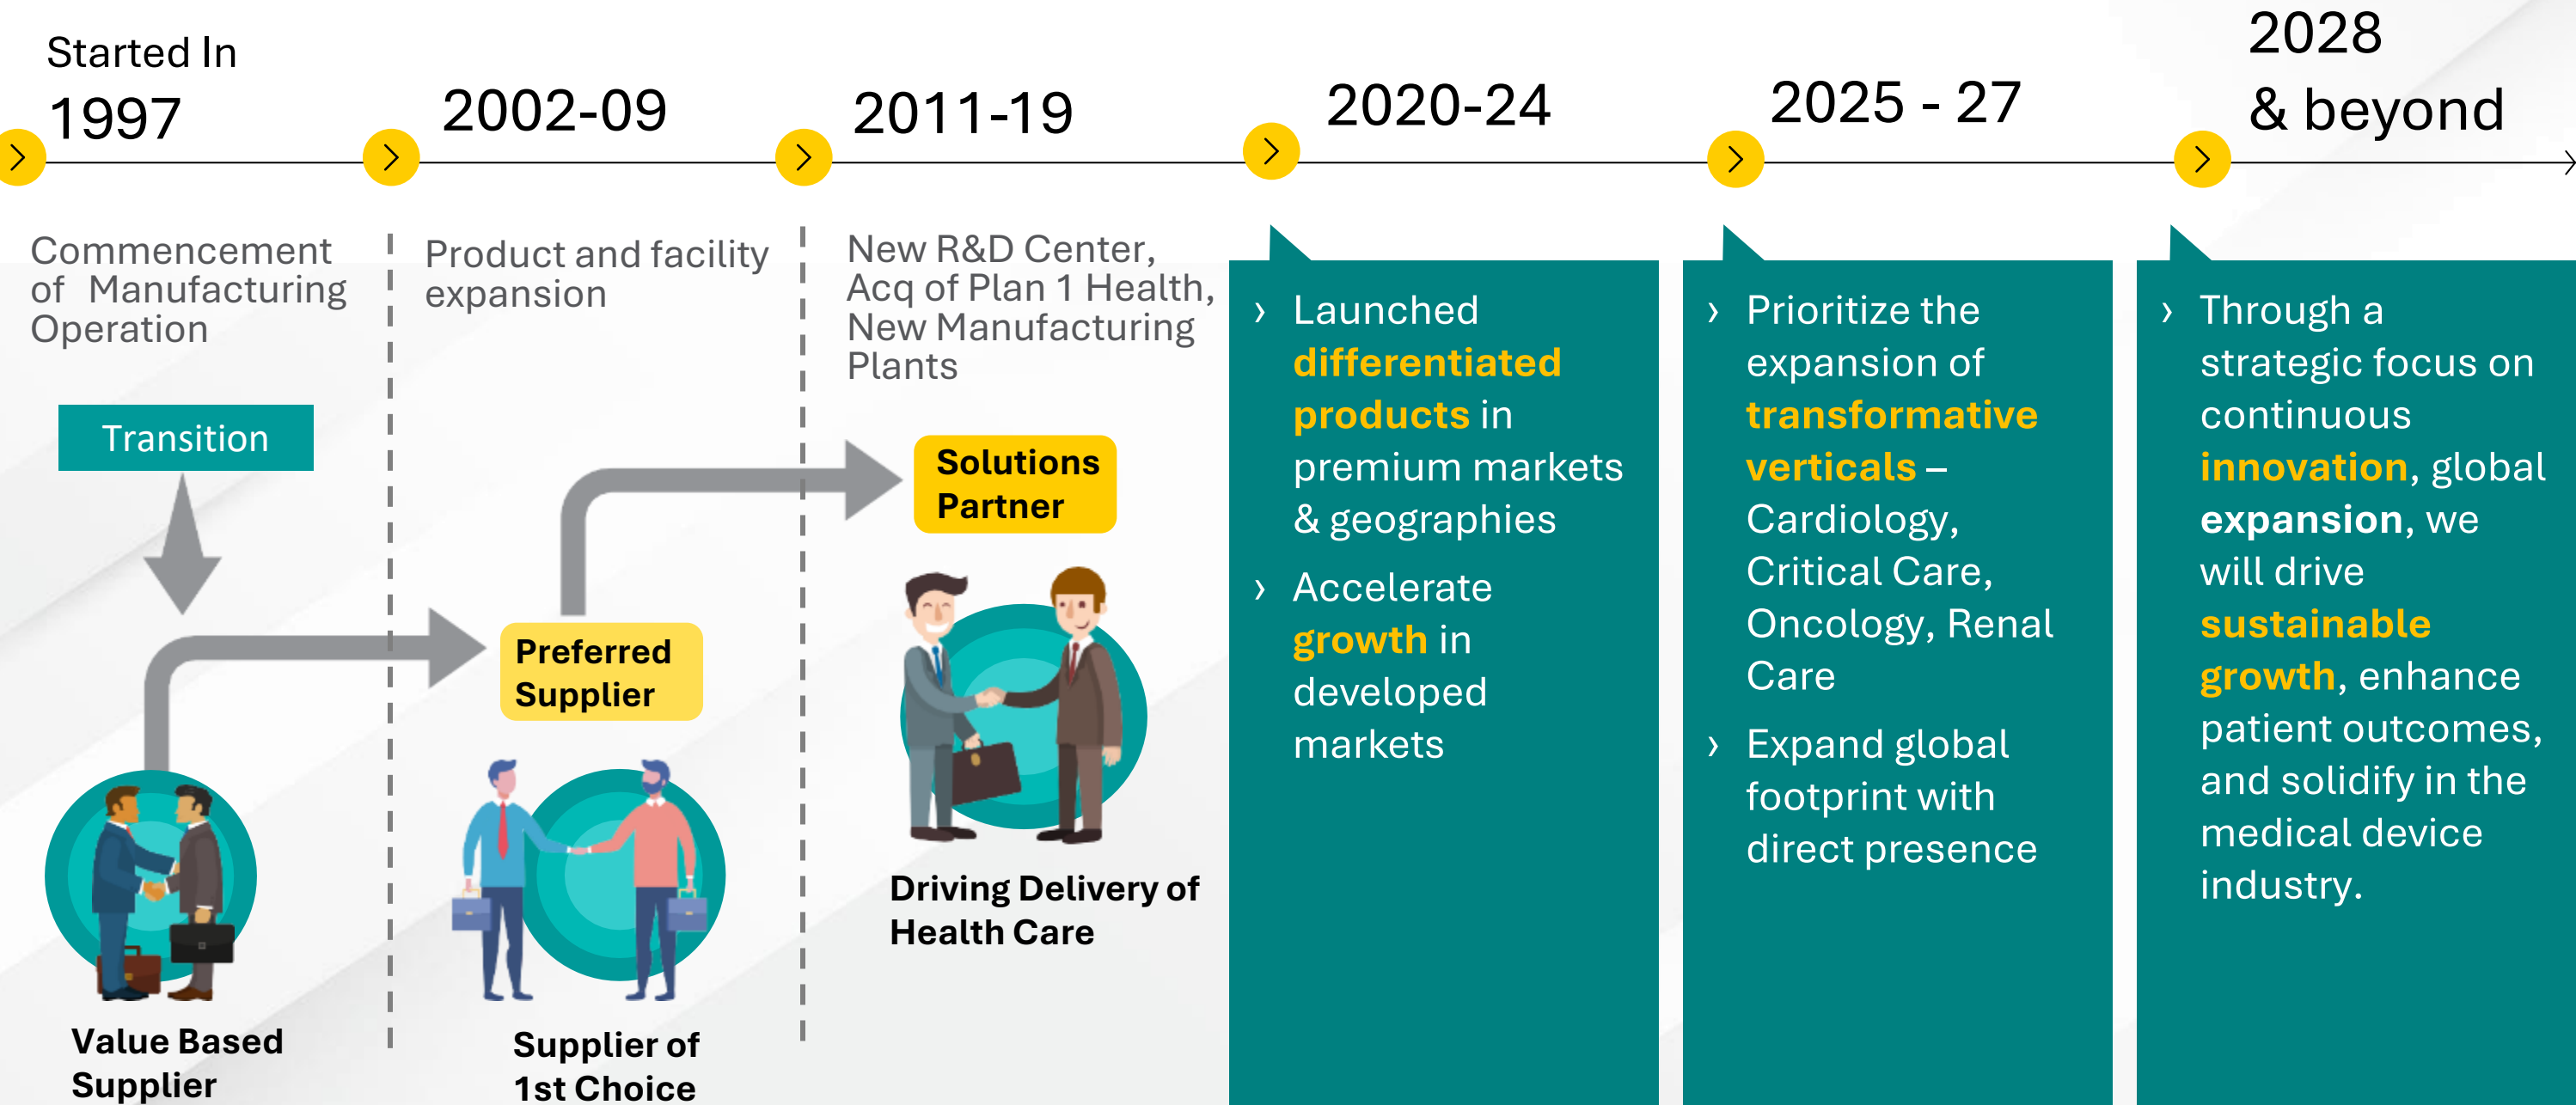 Started In
1997
2002-09
2011-19
2020-24
2025 - 27
2028
& beyond
Commencement
of Manufacturing
Operation
Transition
Value Based
Supplier
Product and facility
expansion
Preferred
Supplier
Supplier of
1st Choice
New R&D Center,
Acq of Plan 1 Health,
New Manufacturing
Plants
Solutions
Partner
Driving Delivery of
Health Care
› Launched
differentiated
products in
premium markets
& geographies
› Accelerate
growth in
developed
markets
› Prioritize the
expansion of
transformative
verticals –
Cardiology,
Critical Care,
Oncology, Renal
Care
› Expand global
footprint with
direct presence
› Through a
strategic focus on
continuous
innovation, global
expansion, we
will drive
sustainable
growth, enhance
patient outcomes,
and solidify in the
medical device
industry.